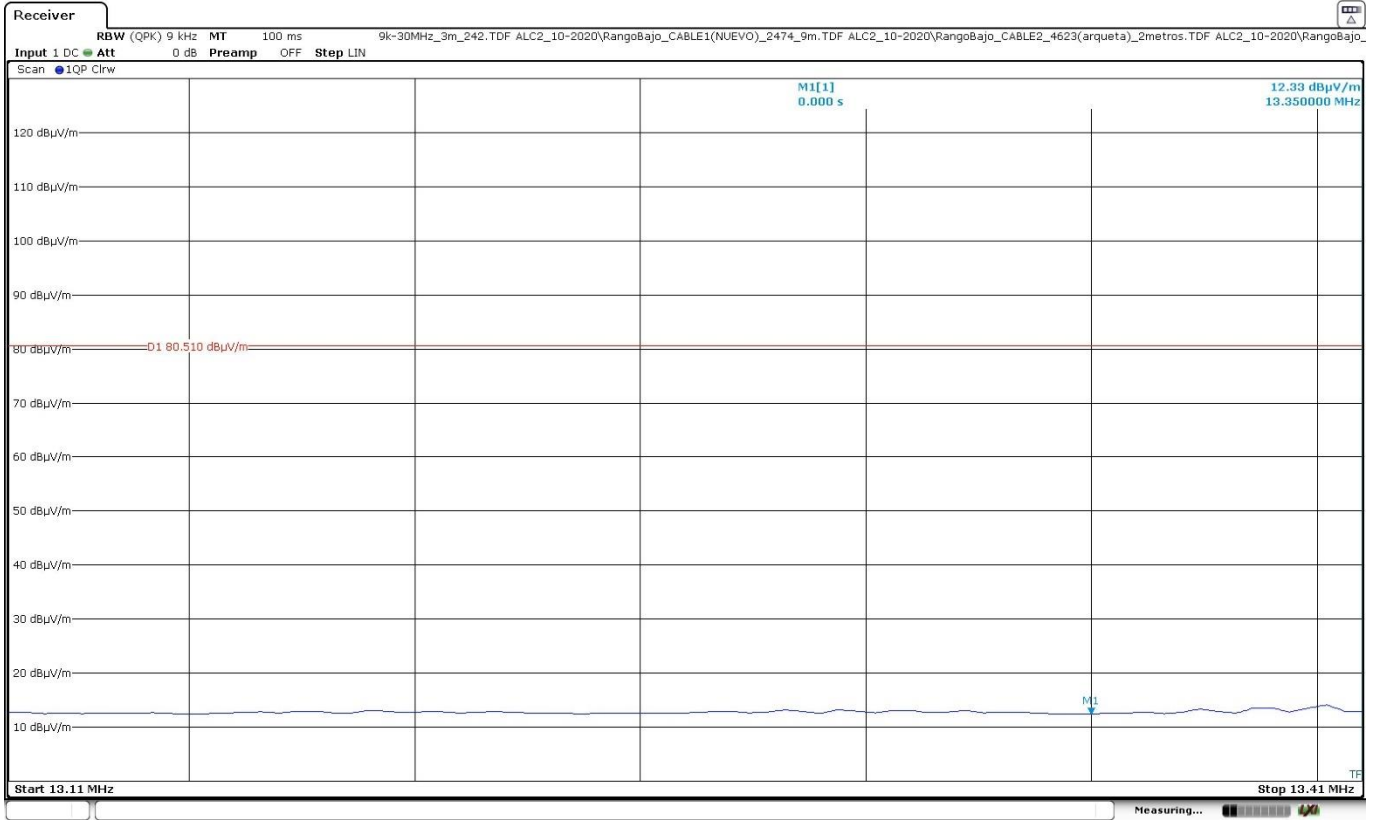 Receiver
RBW (QPK) 9 kHz MT 100 ms 9k-30MHz_3m_242.TDF ALC2_10-2020\RangoBajo_CABLE1(NUEVO)_2474_9m.TDF ALC2_10-2020\RangoBajo_CABLE2_4623(arqueta)_2metros.TDF ALC2_10-2020\RangoBajo_
Input 1 DC Att 0 dB Preamp OFF Step LIN
Scan 1QP Clrw
M1[1] 12.33 dBµV/m
0.000 s 13.350000 MHz
120 dBµV/m
110 dBµV/m
100 dBµV/m
90 dBµV/m
80 dBµV/m D1 80.510 dBµV/m
70 dBµV/m
60 dBµV/m
50 dBµV/m
40 dBµV/m
30 dBµV/m
20 dBµV/m
M1
10 dBµV/m
TF
Start 13.11 MHz Stop 13.41 MHz
Measuring...